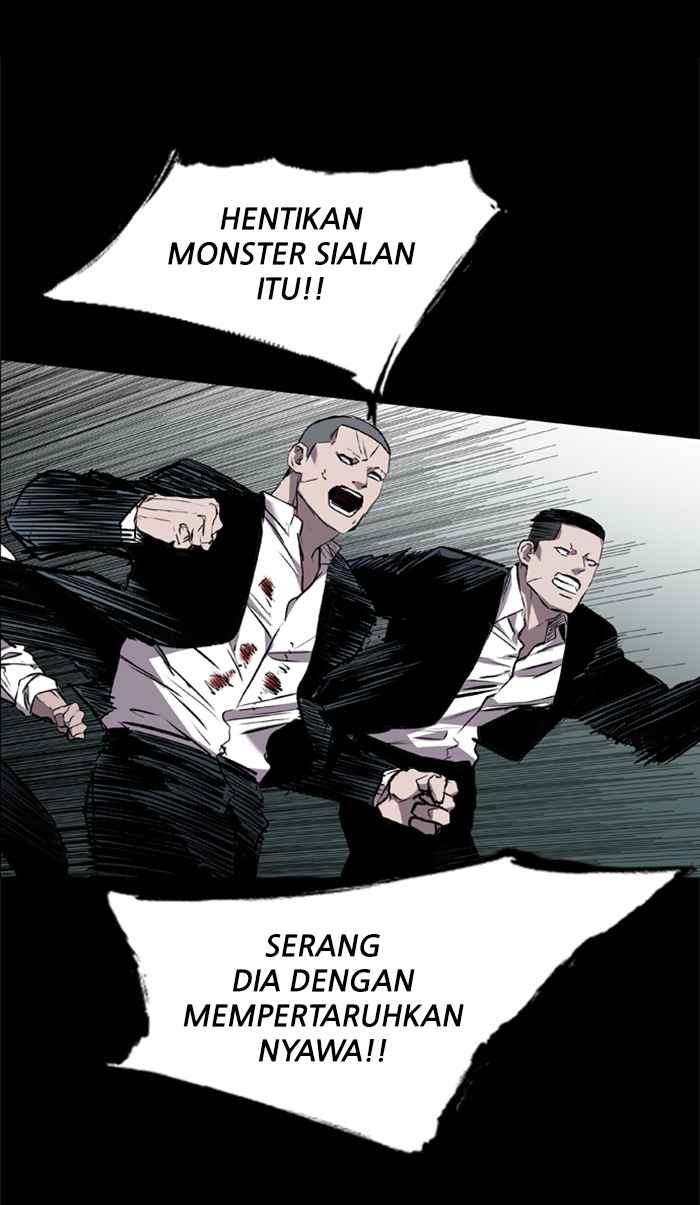 HENTIKAN
MONSTER SIALAN
ITU!!
SERANG
DIA DENGAN
MEMPERTARUHKAN
NYAWA!!